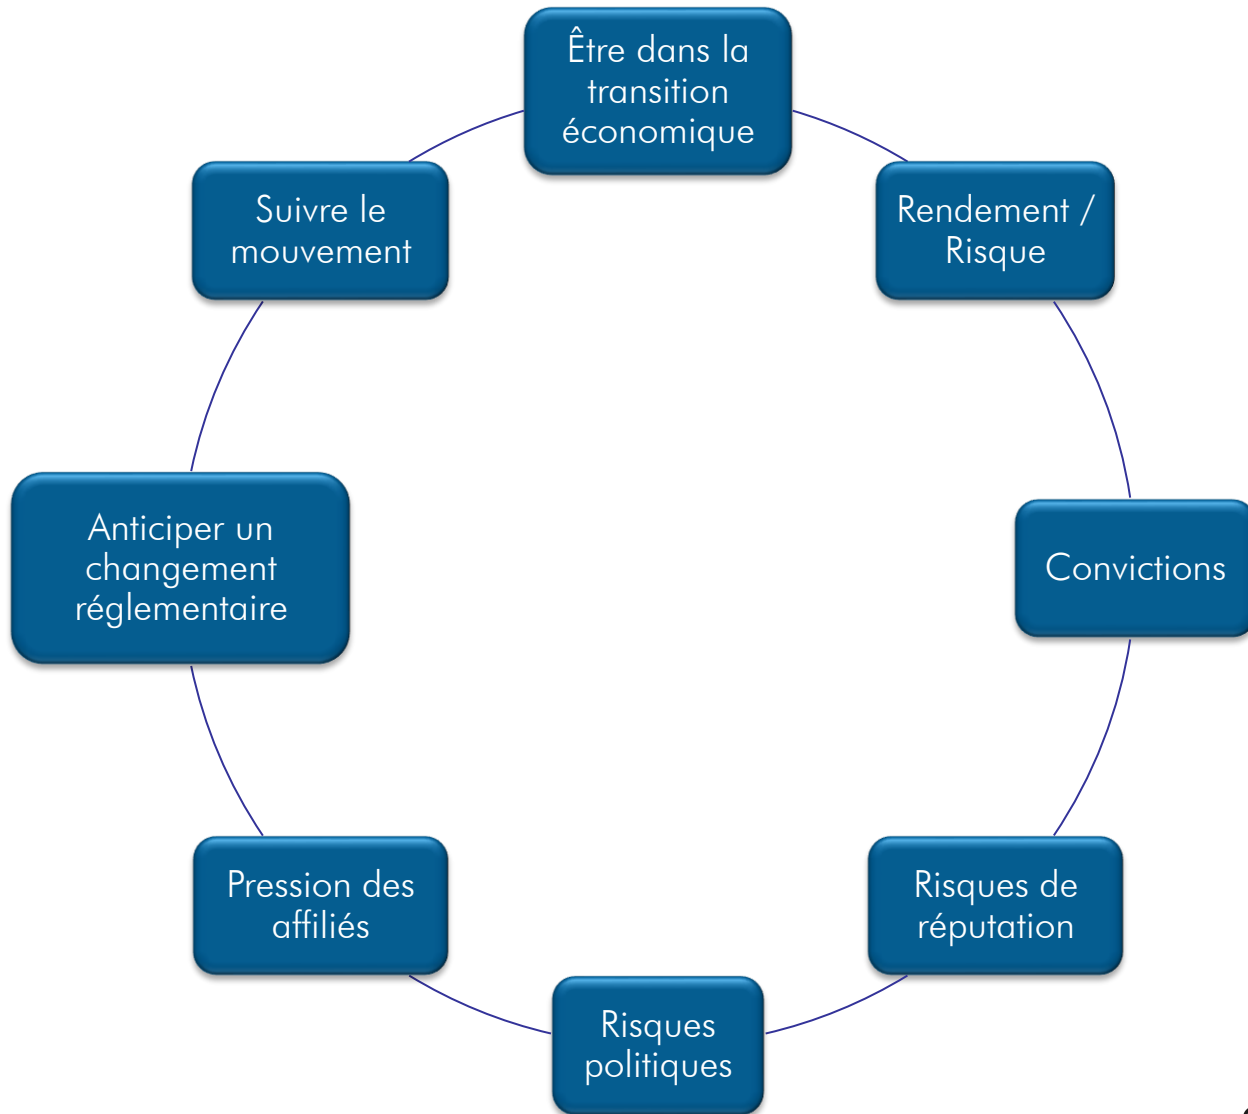 Être dans la
transition
économique
Rendement /
Risque
Convictions
Risques de
réputation
Risques
politiques
Pression des
affiliés
Anticiper un
changement
réglementaire
Suivre le
mouvement